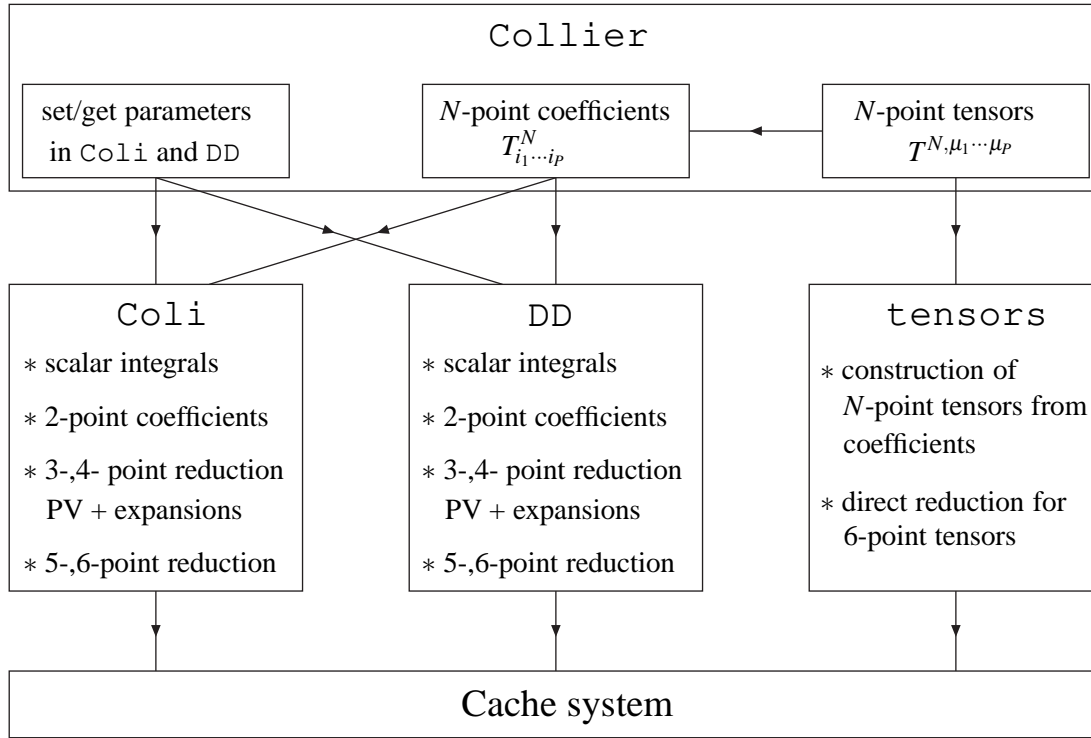 Collier
set/get parameters
in Coli and DD
N-point coefficients
T^N_{i_1⋯i_P}
N-point tensors
T^{N,μ_1⋯μ_P}
Coli
∗ scalar integrals
∗ 2-point coefficients
∗ 3-,4- point reduction
PV + expansions
∗ 5-,6-point reduction
DD
∗ scalar integrals
∗ 2-point coefficients
∗ 3-,4- point reduction
PV + expansions
∗ 5-,6-point reduction
tensors
∗ construction of
N-point tensors from
coefficients
∗ direct reduction for
6-point tensors
Cache system